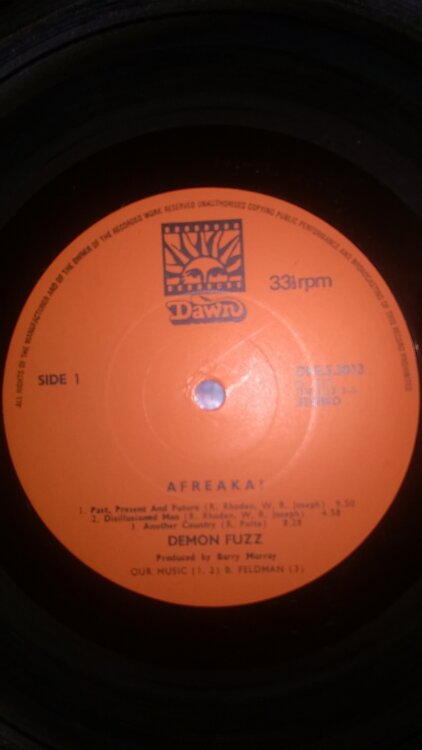 ALL RIGHTS OF THE MANUFACTURER AND OF THE OWNER OF THE RECORDED WORK RESERVED UNAUTHORISED COPYING PUBLIC PERFORMANCE AND BROADCASTING OF THIS RECORD PROHIBITED
Dawn
33⅓rpm
SIDE 1
STEREO
AFREAKA!
1. Past, Present And Future (R. Rhoden, W. R. Joseph) 9.50
2. Disillusioned Man (R. Rhoden, W. R. Joseph) 4.58
3. Another Country (R. Polte) 8.28
DEMON FUZZ
Produced by Barry Murray
OUR MUSIC (1, 2) B. FELDMAN (3)